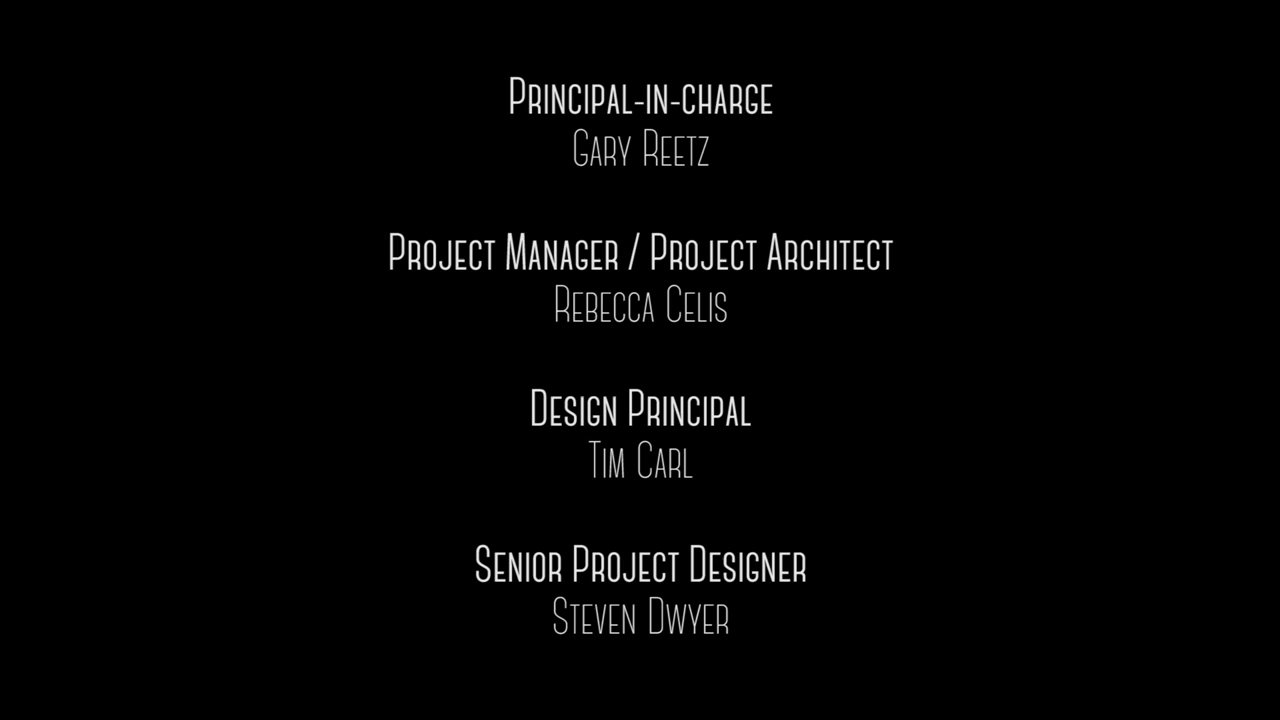 Principal-in-charge
Gary Reetz
Project Manager / Project Architect
Rebecca Celis
Design Principal
Tim Carl
Senior Project Designer
Steven Dwyer